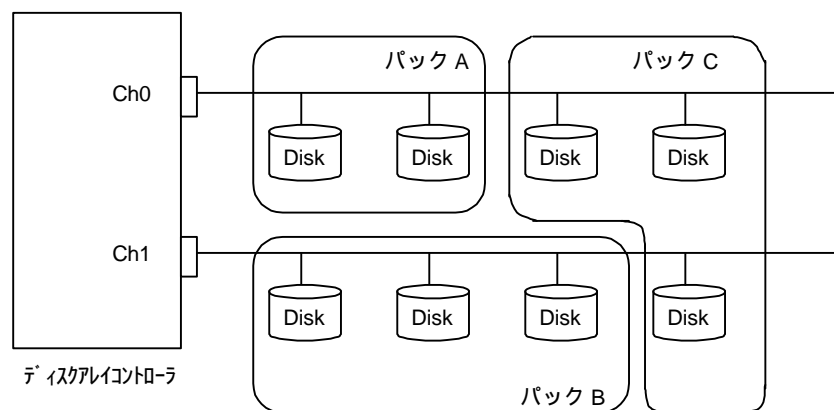 パック A
パック C
Ch0
Disk
Disk
Disk
Disk
Ch1
Disk
Disk
Disk
Disk
ﾃﾞｨｽｸｱﾚｲｺﾝﾄﾛｰﾗ
パック B